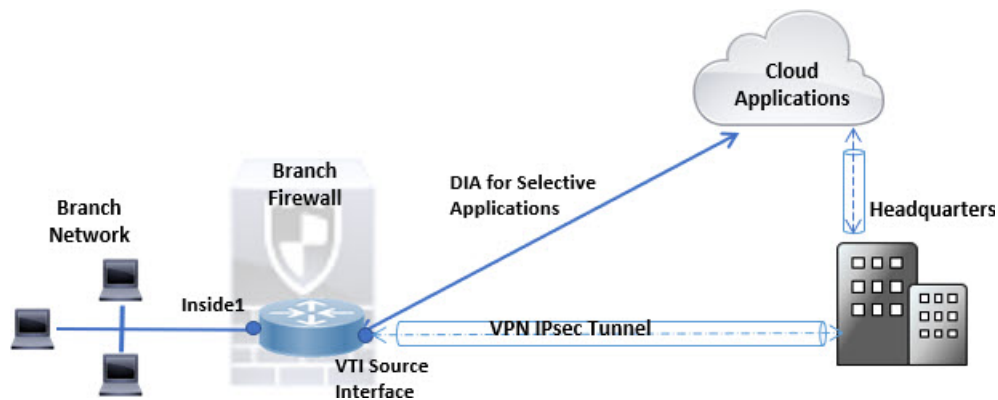 Cloud
Applications
Branch
Firewall
DIA for Selective
Applications
Branch
Network
Headquarters
Inside1
VPN IPsec Tunnel
VTI Source
Interface